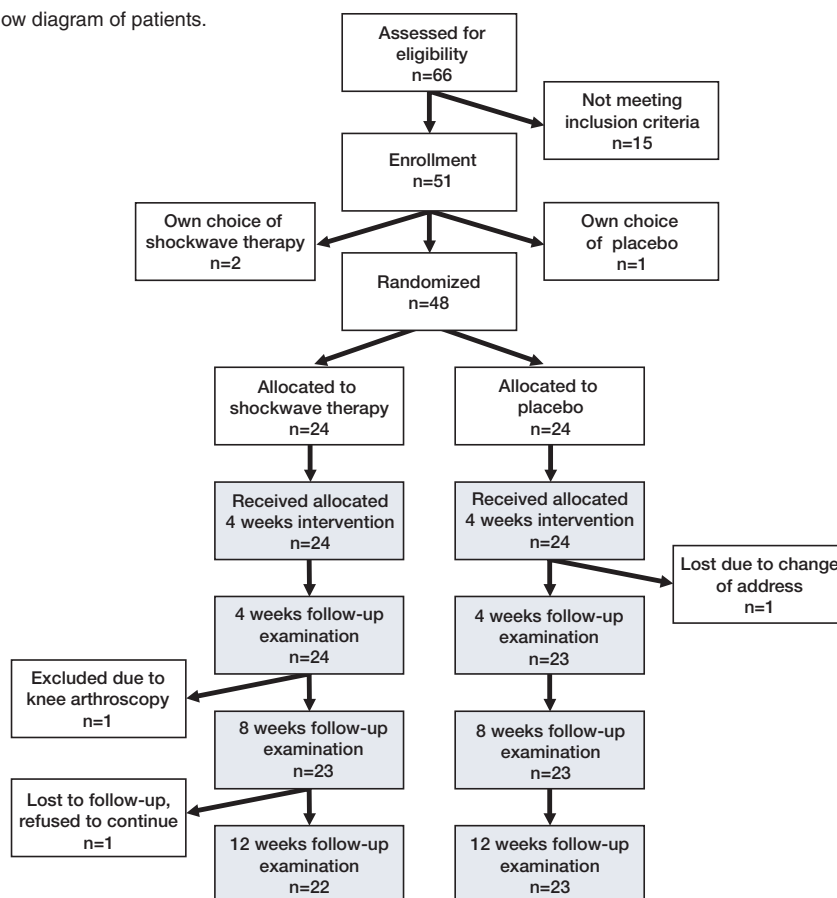 ow diagram of patients.
Assessed for
eligibility
n=66
Not meeting
inclusion criteria
n=15
Enrollment
n=51
Own choice of
shockwave therapy
n=2
Own choice
of placebo
n=1
Randomized
n=48
Allocated to
shockwave therapy
n=24
Allocated to
placebo
n=24
Received allocated
4 weeks intervention
n=24
Received allocated
4 weeks intervention
n=24
Lost due to change
of address
n=1
4 weeks follow-up
examination
n=24
4 weeks follow-up
examination
n=23
Excluded due to
knee arthroscopy
n=1
8 weeks follow-up
examination
n=23
8 weeks follow-up
examination
n=23
Lost to follow-up,
refused to continue
n=1
12 weeks follow-up
examination
n=22
12 weeks follow-up
examination
n=23